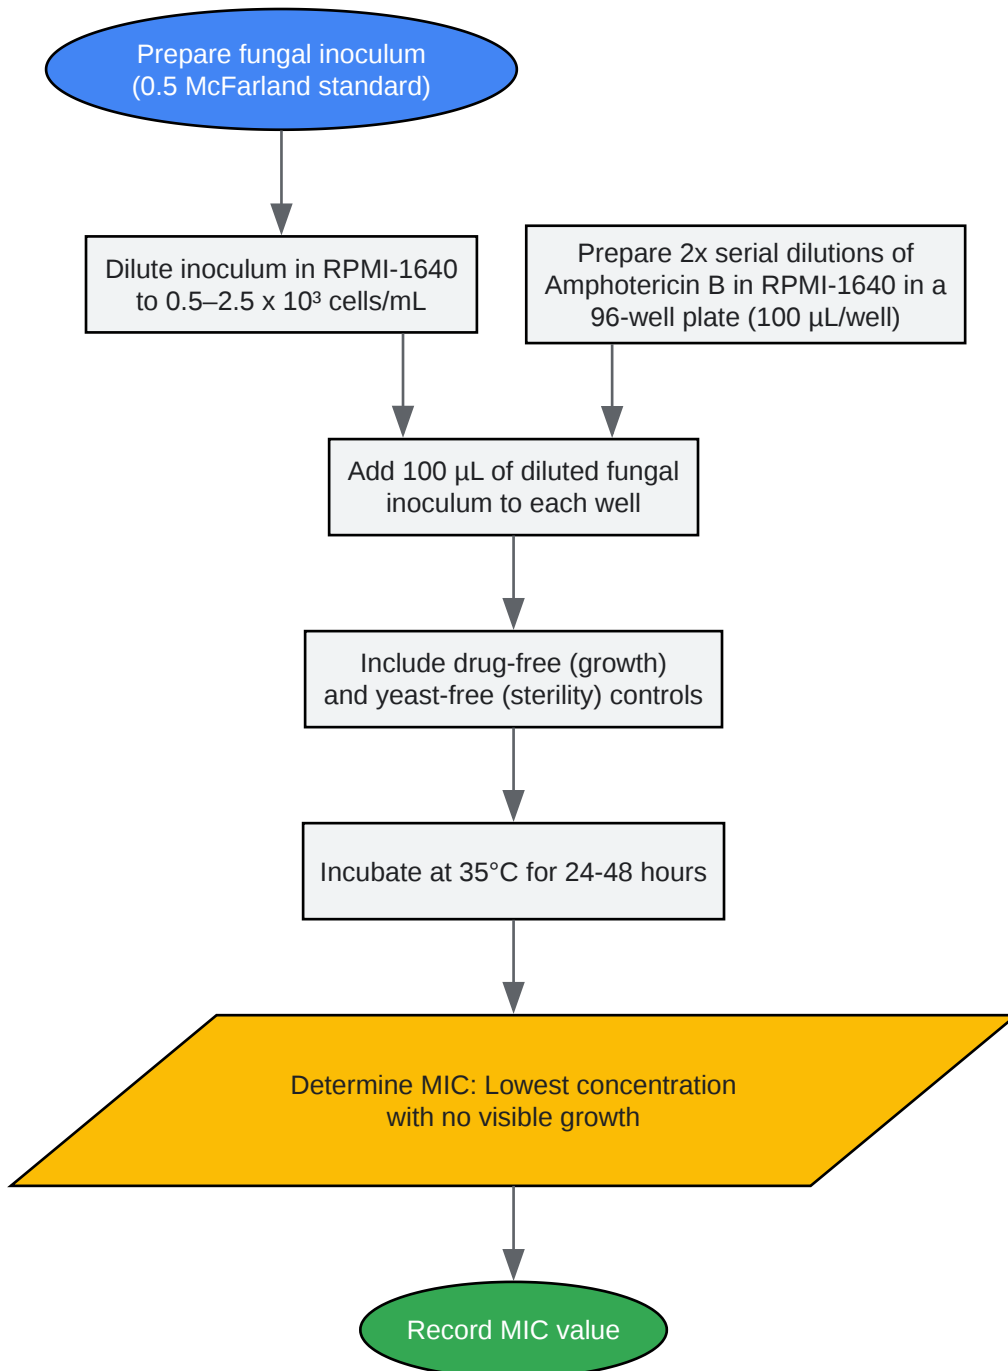 Prepare fungal inoculum
(0.5 McFarland standard)
Dilute inoculum in RPMI-1640
to 0.5–2.5 x 10³ cells/mL
Prepare 2x serial dilutions of
Amphotericin B in RPMI-1640 in a
96-well plate (100 µL/well)
Add 100 µL of diluted fungal
inoculum to each well
Include drug-free (growth)
and yeast-free (sterility) controls
Incubate at 35°C for 24-48 hours
Determine MIC: Lowest concentration
with no visible growth
Record MIC value